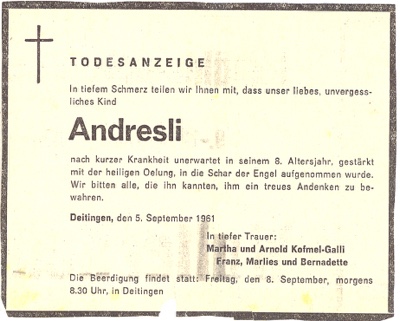 TODESANZEIGE
In tiefem Schmerz teilen wir Ihnen mit, dass unser liebes, unverges-
sliches Kind
Andresli
nach kurzer Krankheit unerwartet in seinem 8. Altersjahr, gestärkt
mit der heiligen Oelung, in die Schar der Engel aufgenommen wurde.
Wir bitten alle, die ihn kannten, ihm ein treues Andenken zu be-
wahren.
Deitingen, den 5. September 1961
In tiefer Trauer:
Martha und Arnold Kofmel-Galli
Franz, Marlies und Bernadette
Die Beerdigung findet statt: Freitag, den 8. September, morgens
8.30 Uhr, in Deitingen